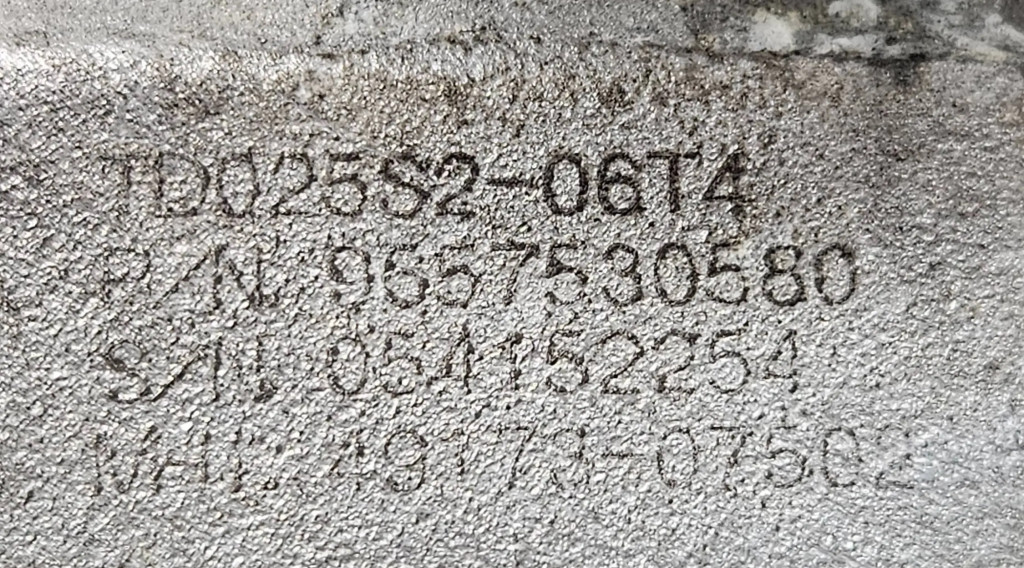 TD025S2-06T4
P/N. 9657530580
S/N. 054152254
MHI. 49173-07502